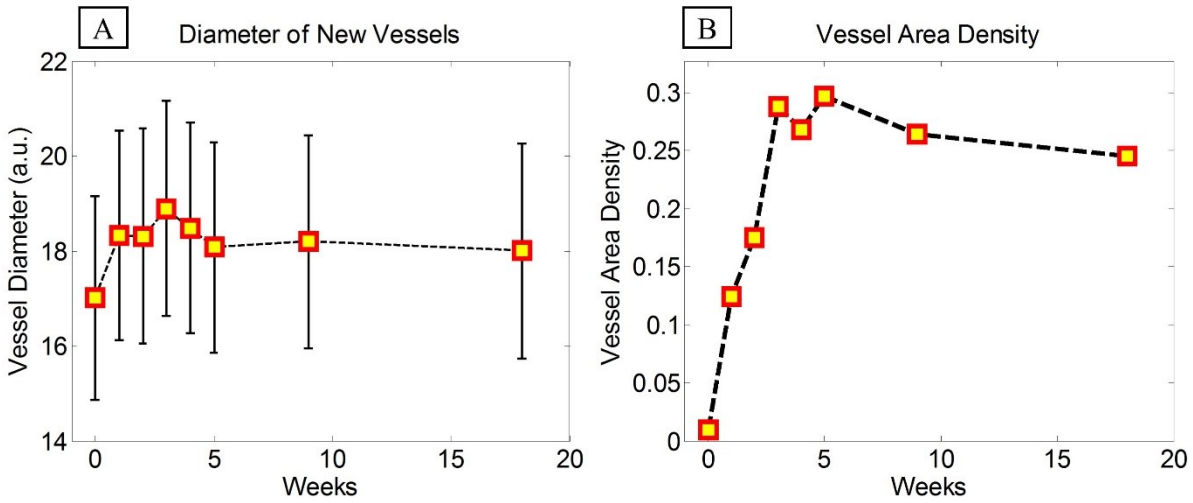 A
Diameter of New Vessels
Vessel Diameter (a.u.)
22
20
18
16
14
0
5
10
15
20
Weeks
B
Vessel Area Density
Vessel Area Density
0.3
0.25
0.2
0.15
0.1
0.05
0
0
5
10
15
20
Weeks